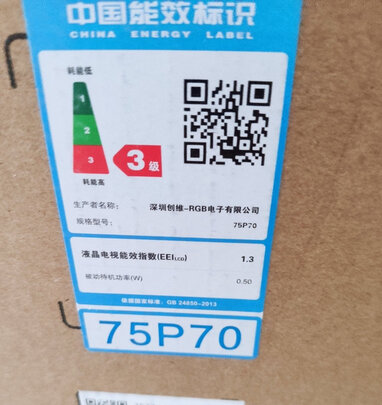 中国能效标识
CHINA ENERGY LABEL
耗能低
1
2
3
3级
耗能高
生产者名称： 深圳创维-RGB电子有限公司
规格型号： 75P70
液晶电视能效指数(EEILCD) 1.3
被动待机功率(W) 0.50
依据国家标准：GB 24850-2013
75P70